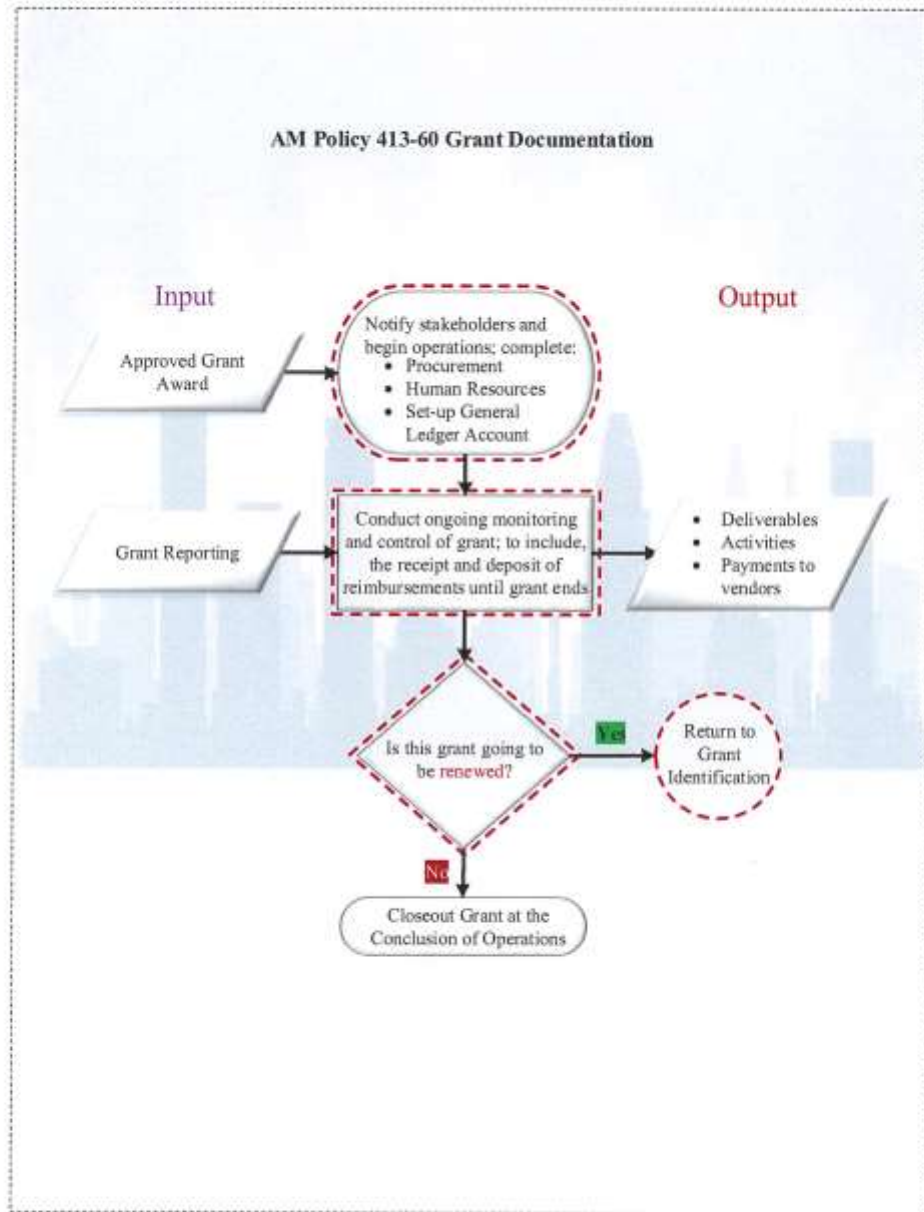 AM Policy 413-60 Grant Documentation
Input
Output
Approved Grant
Award
Notify stakeholders and
begin operations; complete:
• Procurement
• Human Resources
• Set-up General
Ledger Account
Grant Reporting
Conduct ongoing monitoring
and control of grant; to include,
the receipt and deposit of
reimbursements until grant ends
• Deliverables
• Activities
• Payments to
vendors
Is this grant going to
be renewed?
Yes
Return to
Grant
Identification
No
Closeout Grant at the
Conclusion of Operations